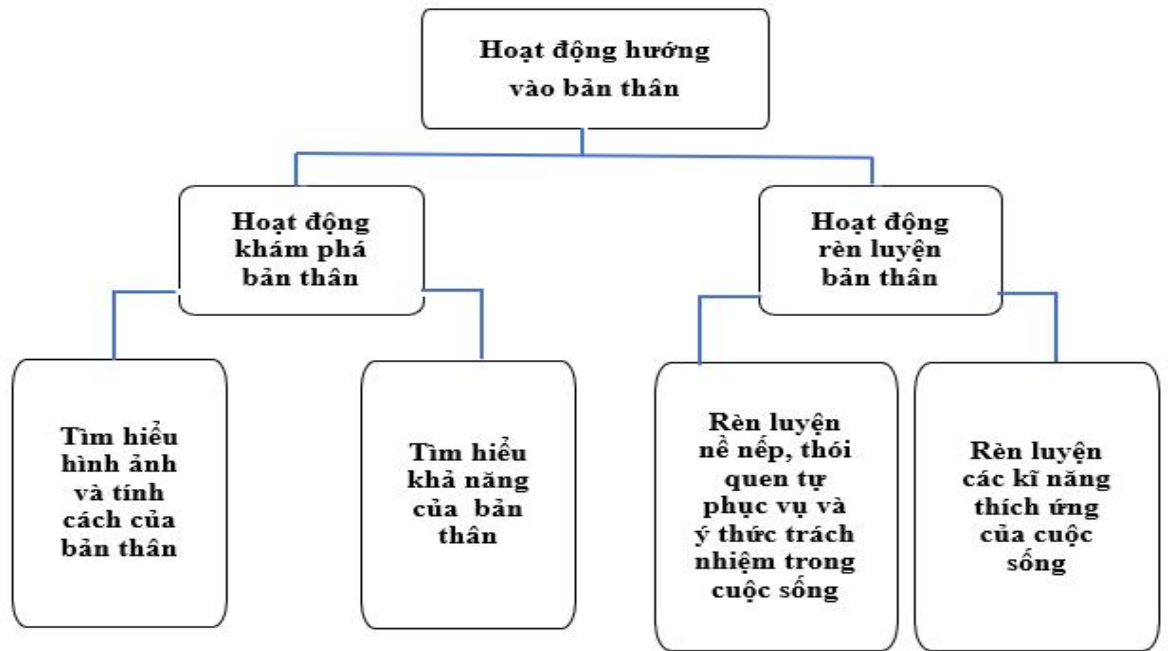 Hoạt động hướng
vào bản thân
Hoạt động
khám phá
bản thân
Hoạt động
rèn luyện
bản thân
Tìm hiểu
hình ảnh
và tính
cách của
bản thân
Tìm hiểu
khả năng
của bản
thân
Rèn luyện
nề nếp, thói
quen tự
phục vụ và
ý thức trách
nhiệm trong
cuộc sống
Rèn luyện
các kĩ năng
thích ứng
của cuộc
sống